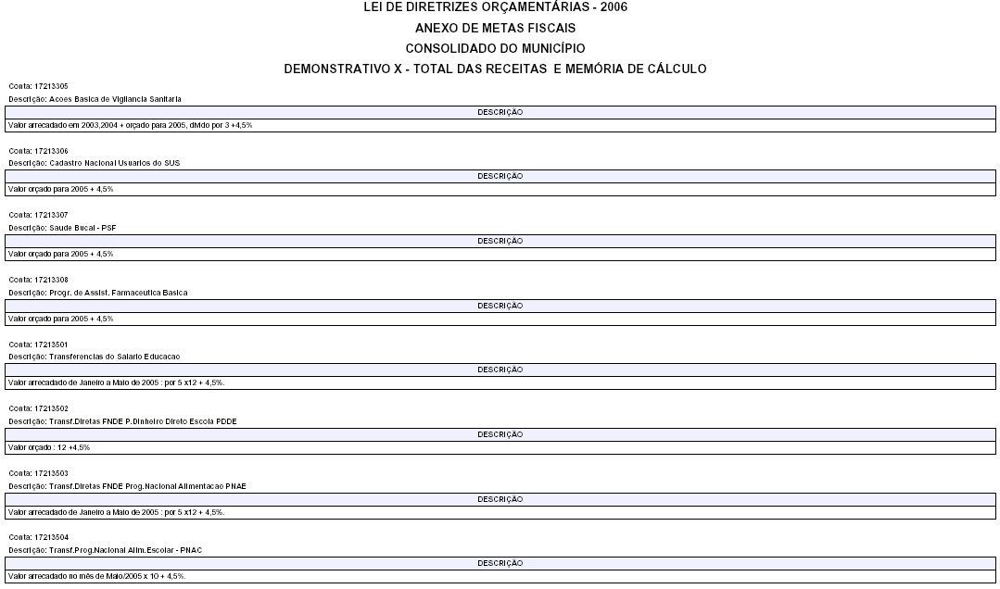 LEI DE DIRETRIZES ORÇAMENTÁRIAS - 2006
ANEXO DE METAS FISCAIS
CONSOLIDADO DO MUNICÍPIO
DEMONSTRATIVO X - TOTAL DAS RECEITAS E MEMÓRIA DE CÁLCULO
Conta: 17213305
Descrição: Acoes Basica de Vigilancia Sanitaria
DESCRIÇÃO
Valor arrecadado em 2003,2004 + orçado para 2005, divido por 3 +4,5%
Conta: 17213306
Descrição: Cadastro Nacional Usuarios do SUS
DESCRIÇÃO
Valor orçado para 2005 + 4,5%
Conta: 17213307
Descrição: Saude Bucal - PSF
DESCRIÇÃO
Valor orçado para 2005 + 4,5%
Conta: 17213308
Descrição: Progr. de Assist. Farmaceutica Basica
DESCRIÇÃO
Valor orçado para 2005 + 4,5%
Conta: 17213501
Descrição: Transferencias do Salario Educacao
DESCRIÇÃO
Valor arrecadado de Janeiro a Maio de 2005 : por 5 x12 + 4,5%.
Conta: 17213502
Descrição: Transf.Diretas FNDE P.Dinheiro Direto Escola PDDE
DESCRIÇÃO
Valor orçado : 12 +4,5%
Conta: 17213503
Descrição: Transf.Diretas FNDE Prog.Nacional Alimentacao PNAE
DESCRIÇÃO
Valor arrecadado de Janeiro a Maio de 2005 : por 5 x12 + 4,5%.
Conta: 17213504
Descrição: Transf.Prog.Nacional Alim.Escolar - PNAC
DESCRIÇÃO
Valor arrecadado no mês de Maio/2005 x 10 + 4,5%.